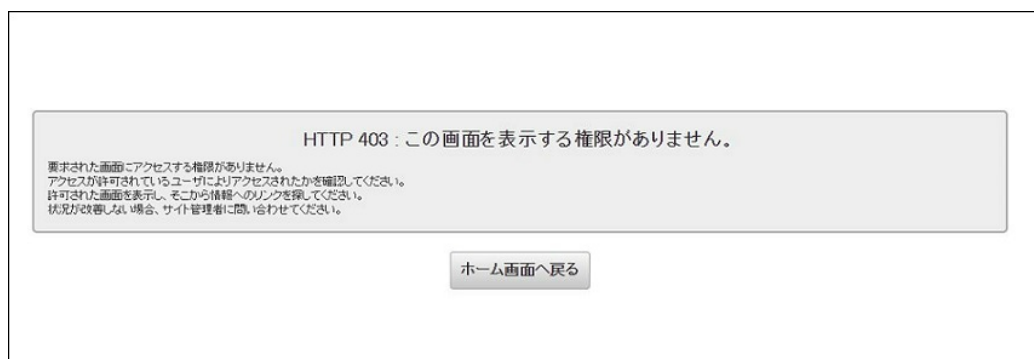 HTTP 403 : この画面を表示する権限がありません。
要求された画面にアクセスする権限がありません。
アクセスが許可されているユーザによりアクセスされたかを確認してください。
許可された画面を表示し、そこから情報へのリンクを探してください。
状況が改善しない場合、サイト管理者に問い合わせてください。
ホーム画面へ戻る